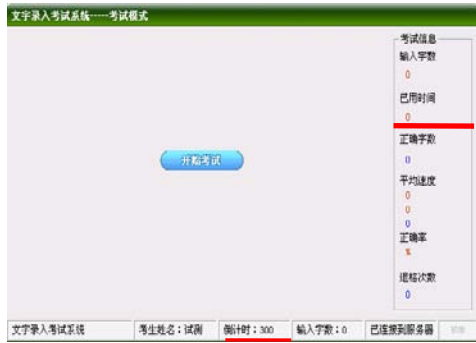 文字录入考试系统-----考试模式
考试信息
输入字数
0
已用时间
0
正确字数
0
平均速度
0
0
0
正确率
%
退格次数
0
开始考试
文字录入考试系统 考生姓名：试测 倒计时：300 输入字数：0 已连接到服务器